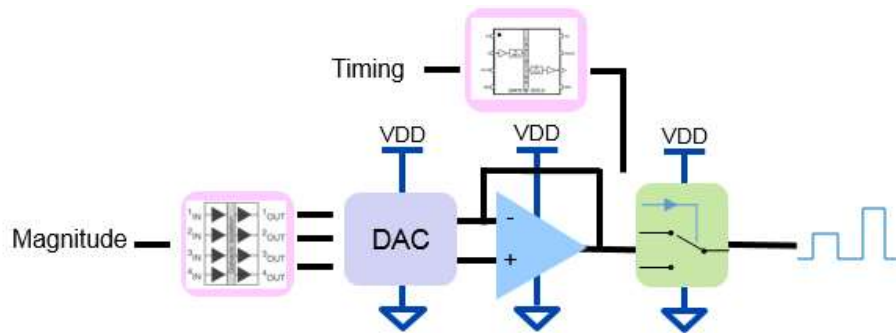 Timing
VDD
VDD
VDD
Magnitude
1IN
1OUT
2IN
2OUT
3IN
3OUT
4IN
4OUT
DAC
-
+